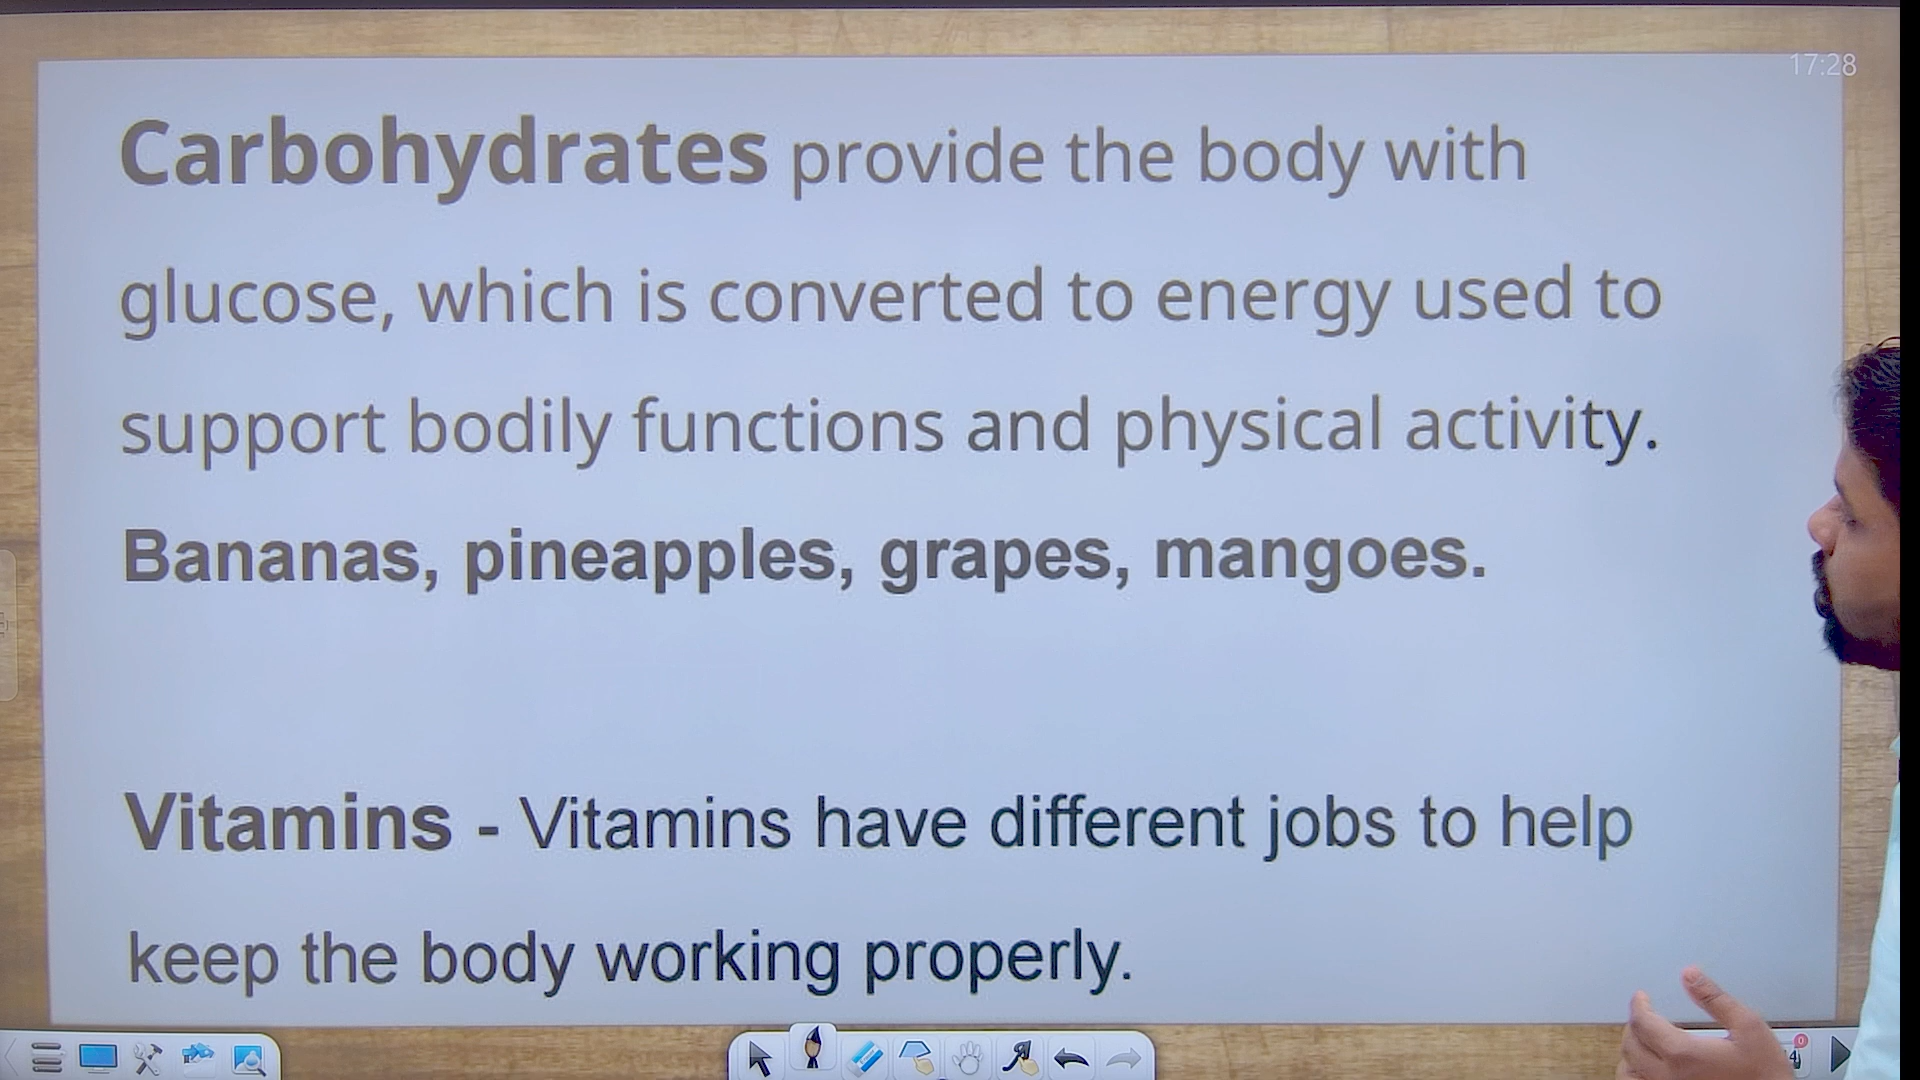 17:28
Carbohydrates provide the body with
glucose, which is converted to energy used to
support bodily functions and physical activity.
Bananas, pineapples, grapes, mangoes.
Vitamins - Vitamins have different jobs to help
keep the body working properly.